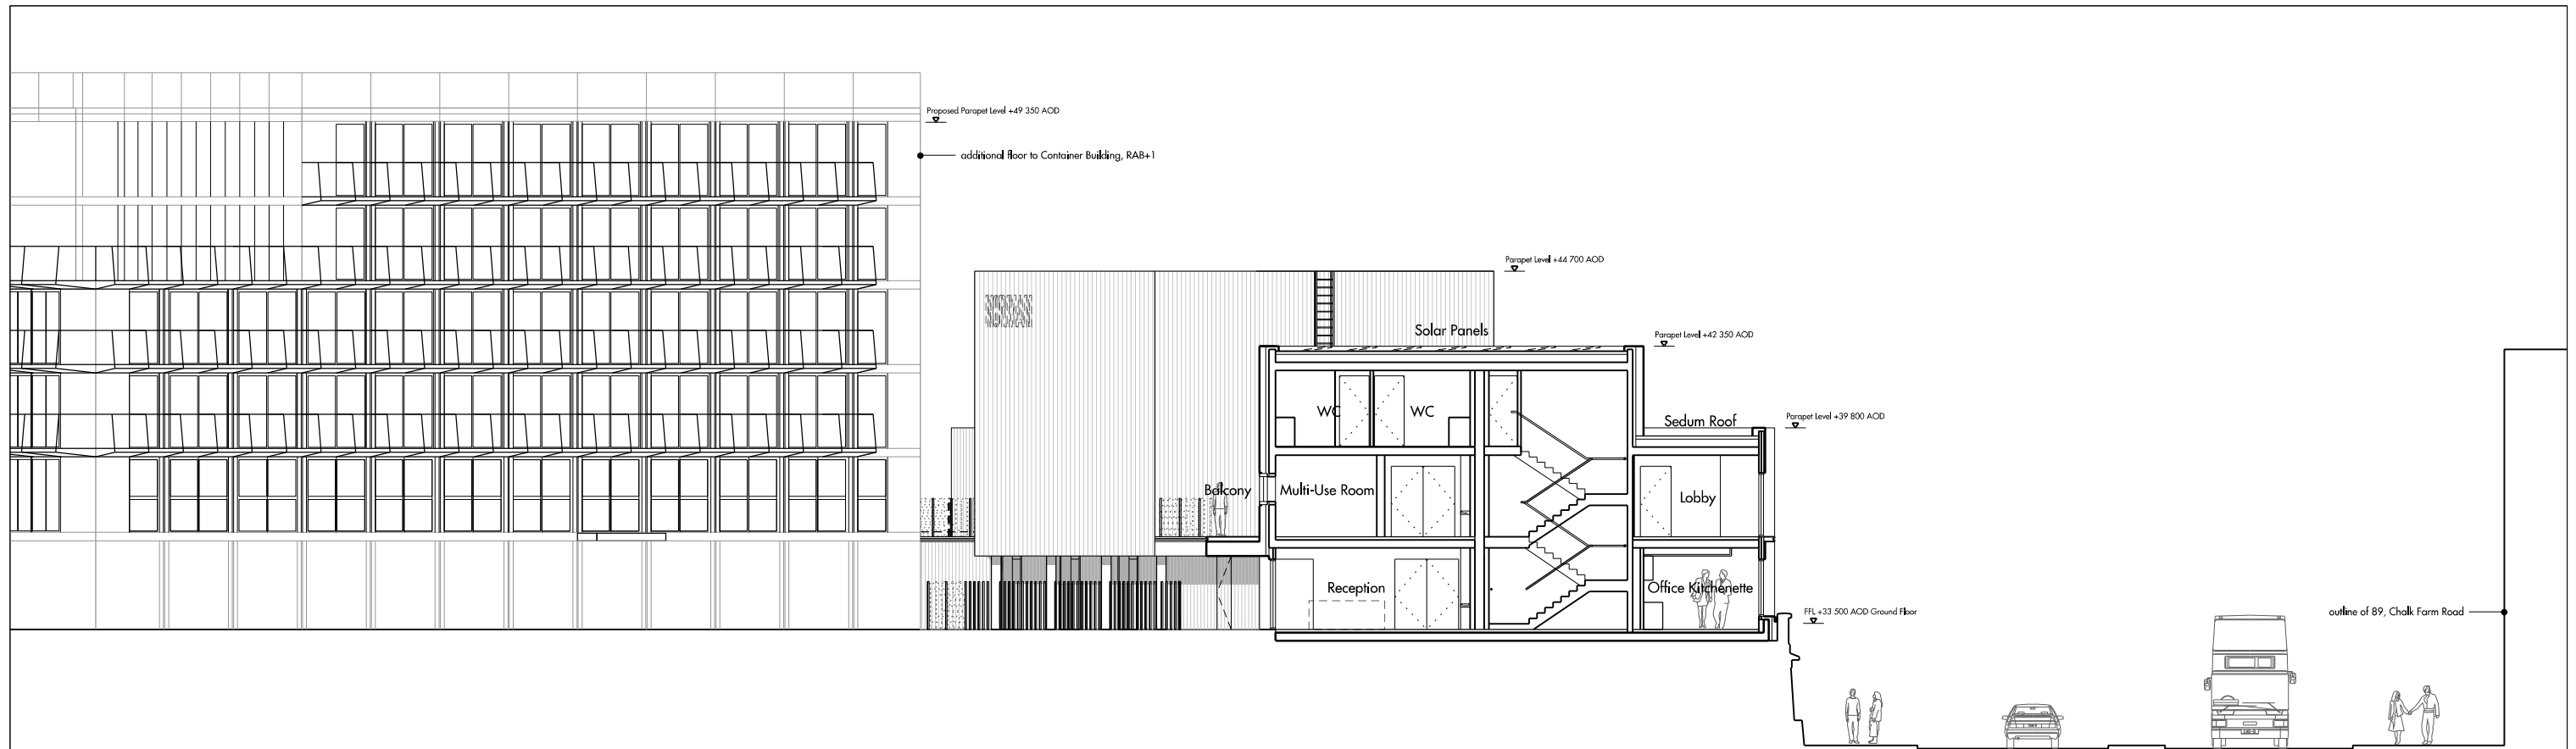 Proposed Parapet Level +49 350 AOD
additional floor to Container Building, RAB+1
Parapet Level +44 700 AOD
Solar Panels
Parapet Level +42 350 AOD
WC
WC
Sedum Roof
Parapet Level +39 800 AOD
Balcony
Multi-Use Room
Lobby
Reception
Office Kitchenette
FFL +33 500 AOD Ground Floor
outline of 89, Chalk Farm Road